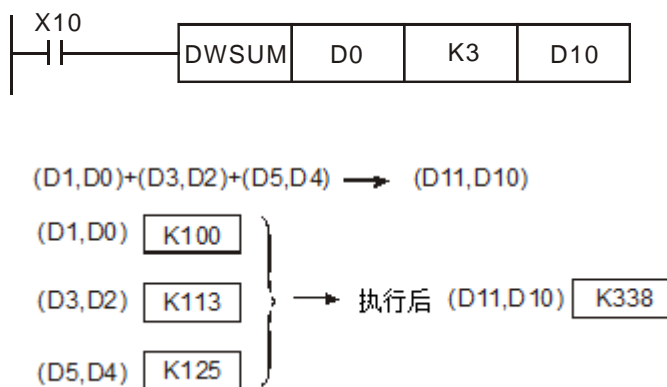 X10
DWSUM D0 K3 D10
(D1,D0)+(D3,D2)+(D5,D4) → (D11,D10)
(D1,D0) K100
(D3,D2) K113 → 执行后 (D11,D10) K338
(D5,D4) K125